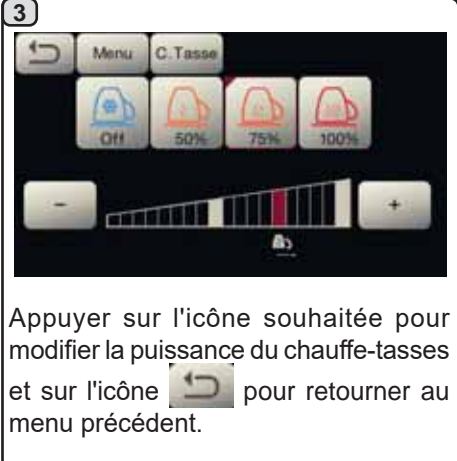 3
Menu C.Tasse
Off 50% 75% 100%
- +
Appuyer sur l'icône souhaitée pour
modifier la puissance du chauffe-tasses
et sur l'icône pour retourner au
menu précédent.